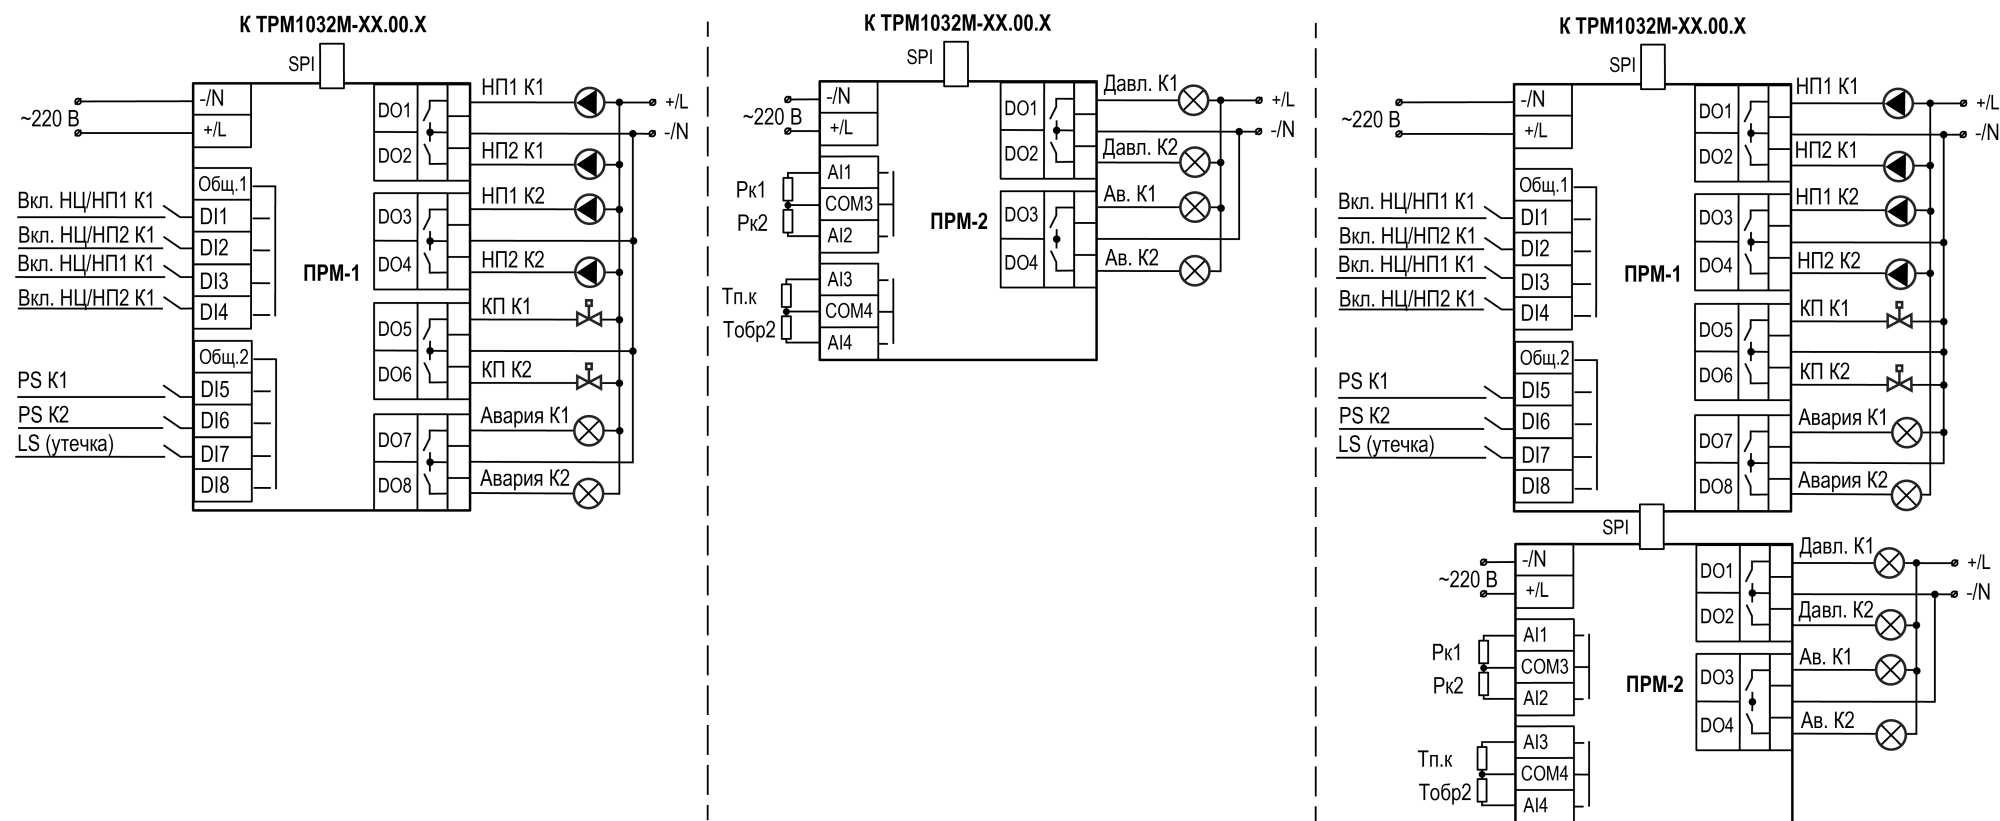 К ТРМ1032М-ХХ.00.Х
SPI
~220 В
-/N
+/L
Общ.1
Вкл. НЦ/НП1 К1
DI1
Вкл. НЦ/НП2 К1
DI2
Вкл. НЦ/НП1 К1
DI3
Вкл. НЦ/НП2 К1
DI4
Общ.2
PS К1
DI5
PS К2
DI6
LS (утечка)
DI7
DI8
ПРМ-1
DO1
НП1 К1
+/L
-/N
DO2
НП2 К1
DO3
НП1 К2
DO4
НП2 К2
DO5
КП К1
DO6
КП К2
DO7
Авария К1
DO8
Авария К2
К ТРМ1032М-ХХ.00.Х
SPI
~220 В
-/N
+/L
Рк1
Рк2
AI1
COM3
AI2
Тп.к
Тобр2
AI3
COM4
AI4
ПРМ-2
DO1
Давл. К1
+/L
-/N
DO2
Давл. К2
DO3
Ав. К1
DO4
Ав. К2
К ТРМ1032М-ХХ.00.Х
SPI
~220 В
-/N
+/L
Общ.1
Вкл. НЦ/НП1 К1
DI1
Вкл. НЦ/НП2 К1
DI2
Вкл. НЦ/НП1 К1
DI3
Вкл. НЦ/НП2 К1
DI4
Общ.2
PS К1
DI5
PS К2
DI6
LS (утечка)
DI7
DI8
ПРМ-1
DO1
НП1 К1
+/L
-/N
DO2
НП2 К1
DO3
НП1 К2
DO4
НП2 К2
DO5
КП К1
DO6
КП К2
DO7
Авария К1
DO8
Авария К2
SPI
~220 В
-/N
+/L
Рк1
Рк2
AI1
COM3
AI2
Тп.к
Тобр2
AI3
COM4
AI4
ПРМ-2
DO1
Давл. К1
+/L
-/N
DO2
Давл. К2
DO3
Ав. К1
DO4
Ав. К2